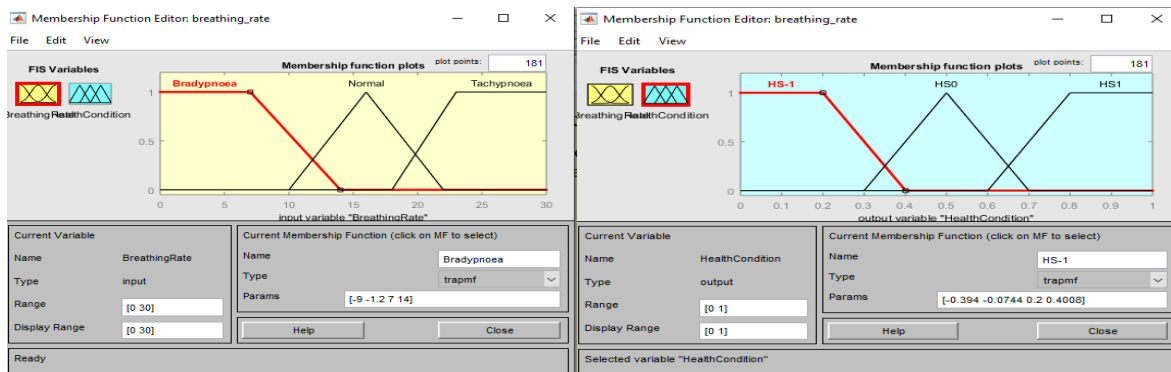 Membership Function Editor: breathing_rate
File Edit View
FIS Variables
Membership function plots plot points: 181
Bradypnoea Normal Tachypnoea
1
0.5
0
0 5 10 15 20 25 30
input variable "BreathingRate"
HealthCondition
Current Variable
Name BreathingRate
Type input
Range [0 30]
Display Range [0 30]
Current Membership Function (click on MF to select)
Name Bradypnoea
Type trapmf
Params [-9 -1.2 7 14]
Help Close
Ready
Membership Function Editor: breathing_rate
File Edit View
FIS Variables
Membership function plots plot points: 181
HS-1 HS0 HS1
1
0.5
0
0 0.1 0.2 0.3 0.4 0.5 0.6 0.7 0.8 0.9 1
output variable "HealthCondition"
HealthCondition
Current Variable
Name HealthCondition
Type output
Range [0 1]
Display Range [0 1]
Current Membership Function (click on MF to select)
Name HS-1
Type trapmf
Params [-0.394 -0.0744 0.2 0.4008]
Help Close
Selected variable "HealthCondition"